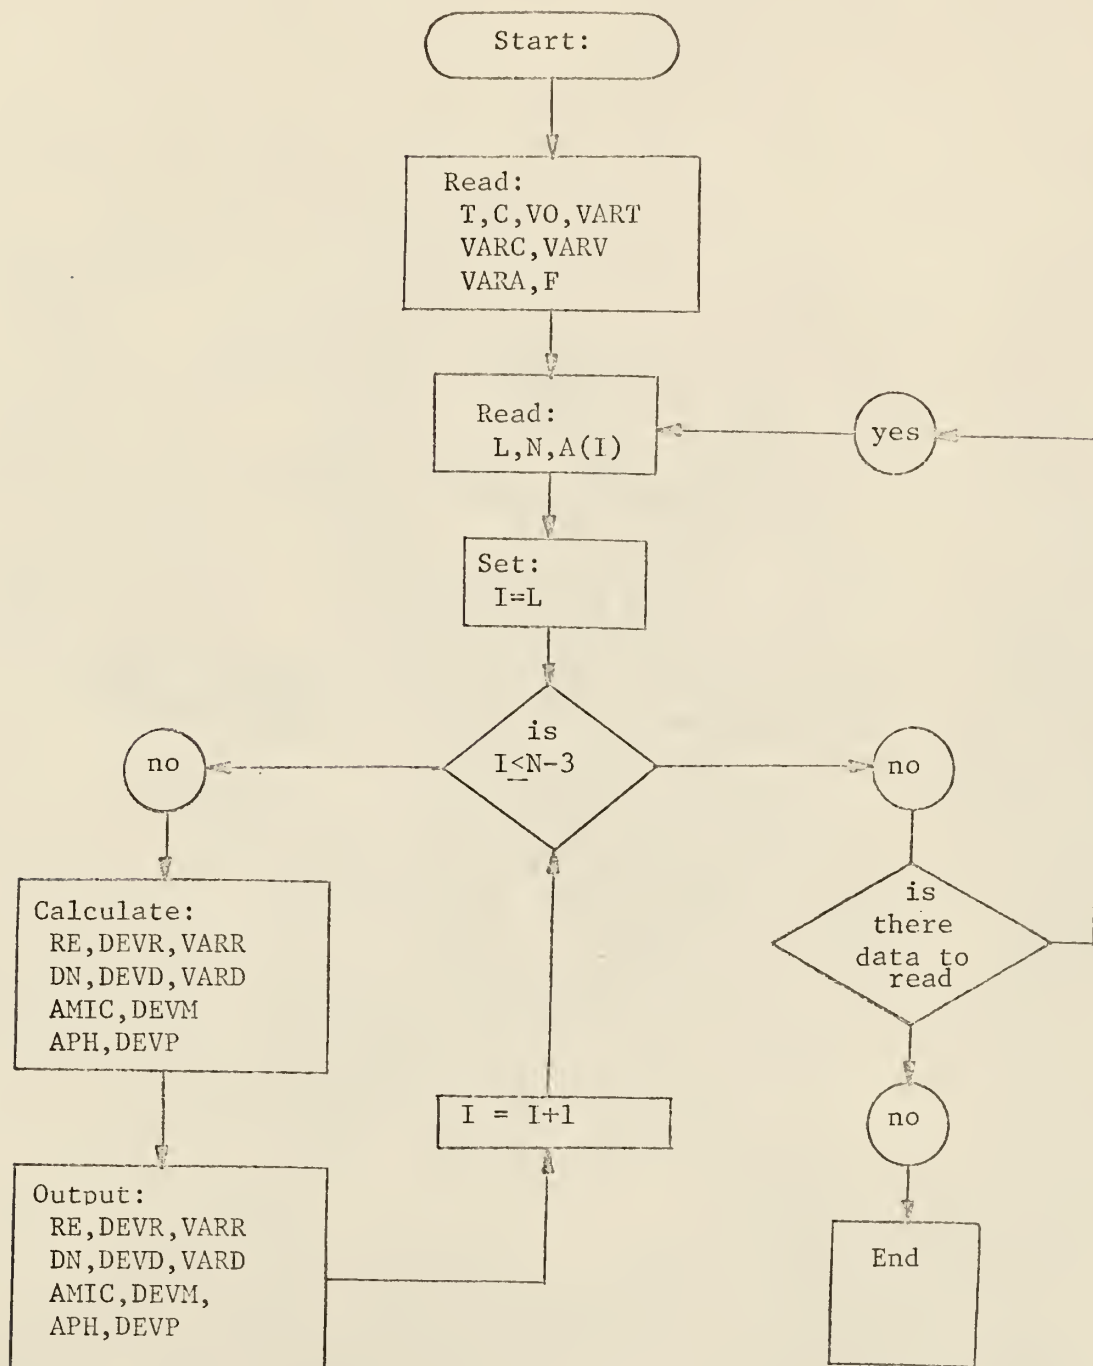 Start:
Read:
T,C,VO,VART
VARC,VARV
VARA,F
Read:
L,N,A(I)
yes
Set:
I=L
is
I≤N-3
no
no
Calculate:
RE,DEVR,VARR
DN,DEVD,VARD
AMIC,DEVM
APH,DEVP
is
there
data to
read
I = I+1
no
Output:
RE,DEVR,VARR
DN,DEVD,VARD
AMIC,DEVM,
APH,DEVP
End